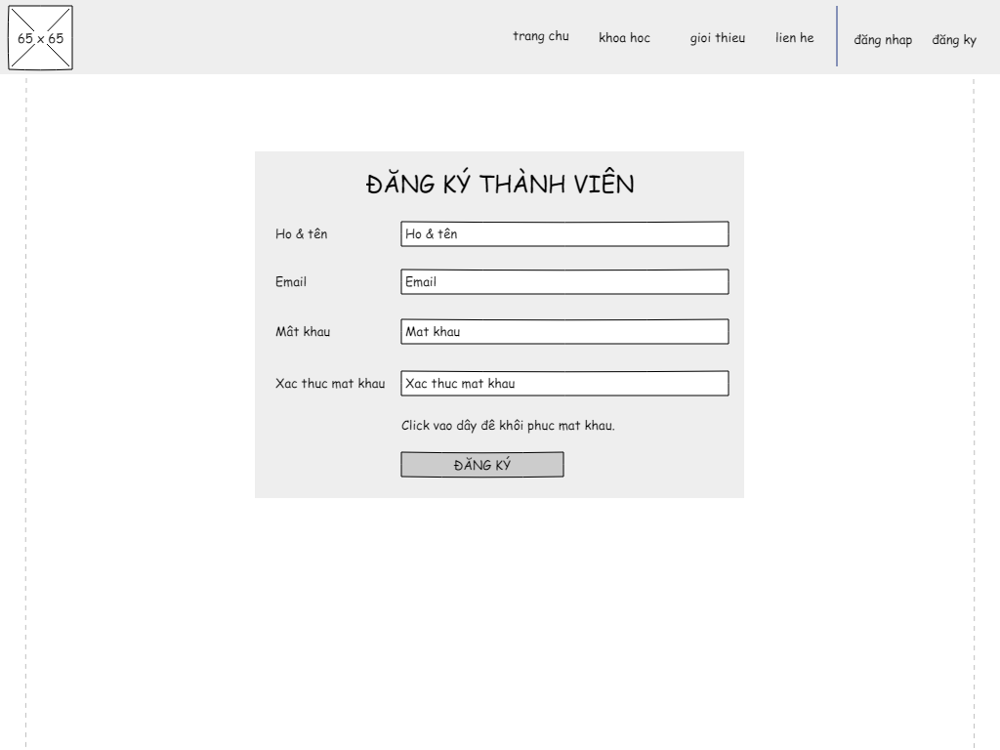 65 x 65
trang chu
khoa hoc
gioi thieu
lien he
đăng nhap
đăng ky
ĐĂNG KÝ THÀNH VIÊN
Ho & tên
Ho & tên
Email
Email
Mât khau
Mat khau
Xac thuc mat khau
Xac thuc mat khau
Click vao dây đê khôi phuc mat khau.
ĐĂNG KÝ